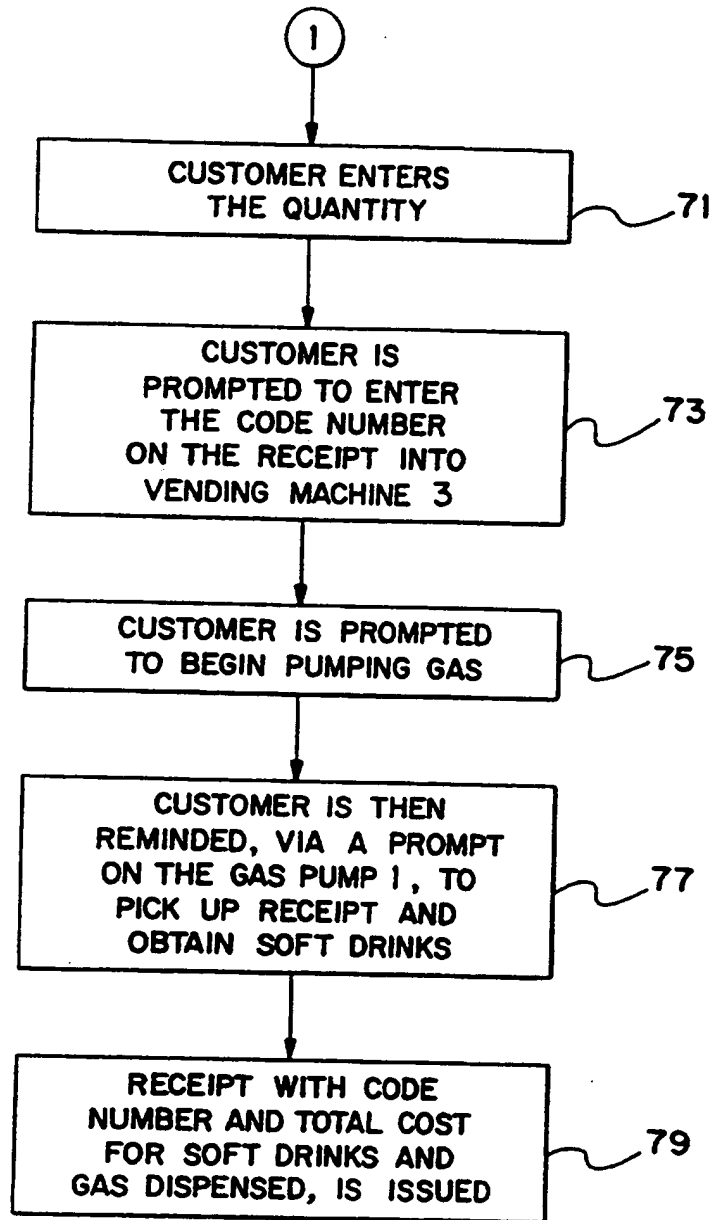 1
CUSTOMER ENTERS
THE QUANTITY
71
CUSTOMER IS
PROMPTED TO ENTER
THE CODE NUMBER
ON THE RECEIPT INTO
VENDING MACHINE 3
73
CUSTOMER IS PROMPTED
TO BEGIN PUMPING GAS
75
CUSTOMER IS THEN
REMINDED, VIA A PROMPT
ON THE GAS PUMP 1, TO
PICK UP RECEIPT AND
OBTAIN SOFT DRINKS
77
RECEIPT WITH CODE
NUMBER AND TOTAL COST
FOR SOFT DRINKS AND
GAS DISPENSED, IS ISSUED
79